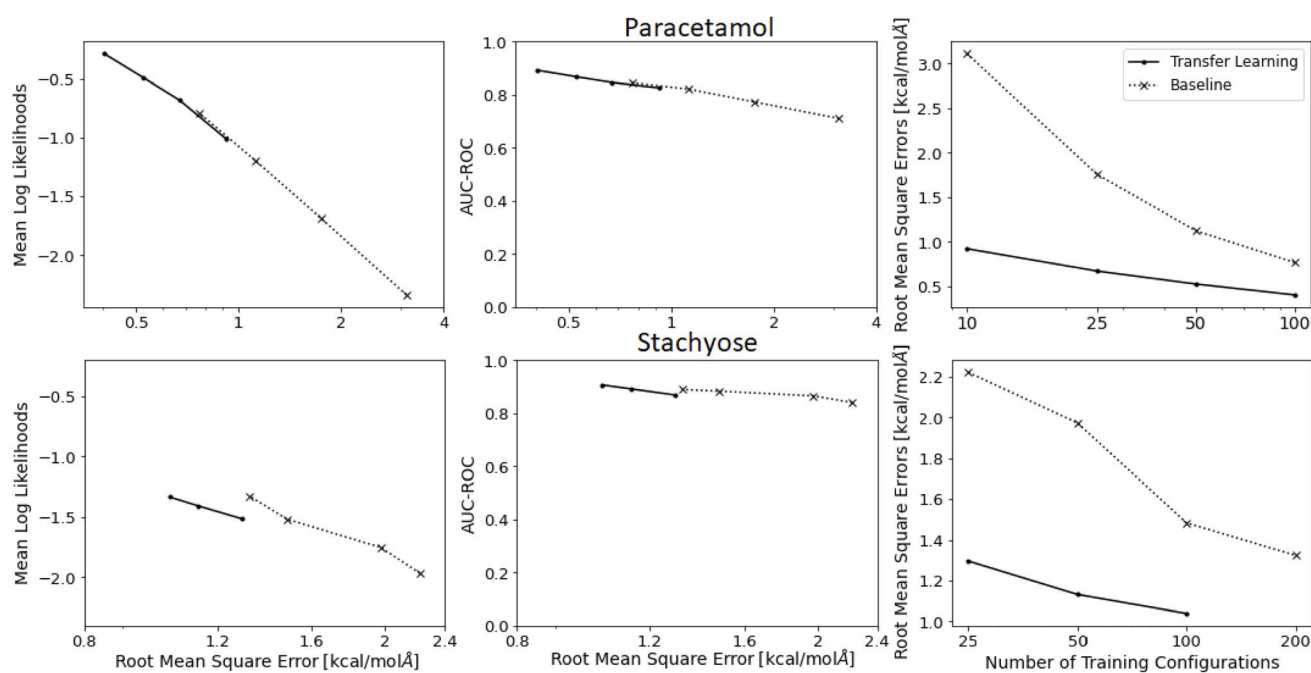 Paracetamol
Mean Log Likelihoods
−0.5
−1.0
−1.5
−2.0
0.5 1 2 4
AUC-ROC
1.0
0.8
0.6
0.4
0.2
0.0
0.5 1 2 4
Root Mean Square Errors [kcal/molÅ]
3.0
2.5
2.0
1.5
1.0
0.5
10 25 50 100
Transfer Learning
Baseline
Stachyose
Mean Log Likelihoods
−0.5
−1.0
−1.5
−2.0
0.8 1.2 1.6 2 2.4
Root Mean Square Error [kcal/molÅ]
AUC-ROC
1.0
0.8
0.6
0.4
0.2
0.0
0.8 1.2 1.6 2 2.4
Root Mean Square Error [kcal/molÅ]
Root Mean Square Errors [kcal/molÅ]
2.2
2.0
1.8
1.6
1.4
1.2
1.0
25 50 100 200
Number of Training Configurations